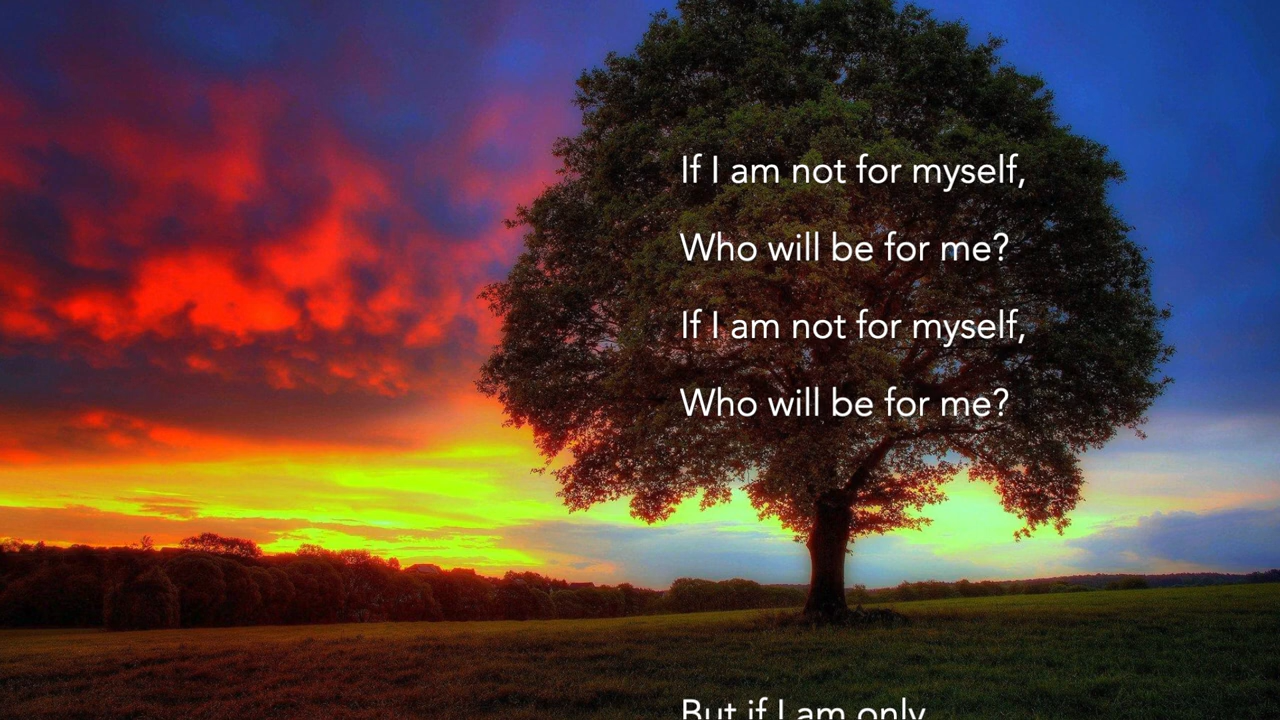 If I am not for myself,
Who will be for me?
If I am not for myself,
Who will be for me?
But if I am only